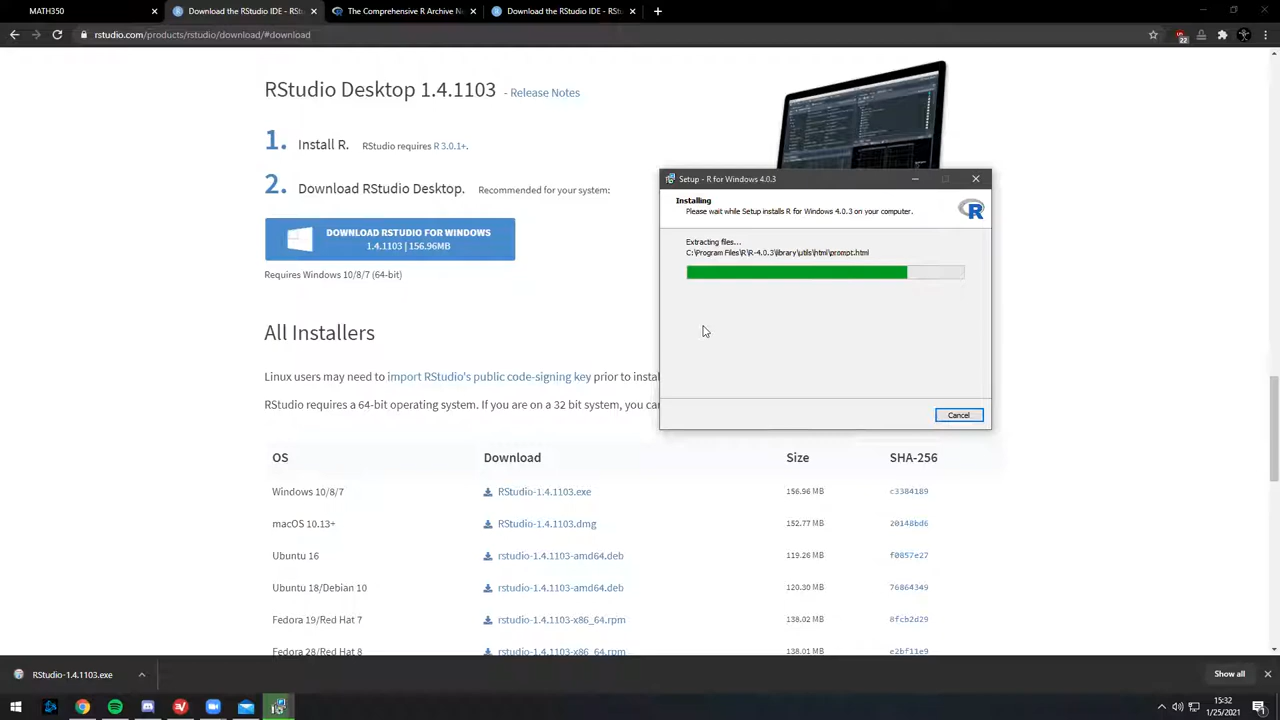 MATH350
Download the RStudio IDE - RStu
The Comprehensive R Archive Ne
Download the RStudio IDE - RStu
rstudio.com/products/rstudio/download/#download
22
RStudio Desktop 1.4.1103 - Release Notes
1. Install R. RStudio requires R 3.0.1+.
2. Download RStudio Desktop. Recommended for your system:
DOWNLOAD RSTUDIO FOR WINDOWS
1.4.1103 | 156.96MB
Requires Windows 10/8/7 (64-bit)
Setup - R for Windows 4.0.3
Installing
Please wait while Setup installs R for Windows 4.0.3 on your computer.
R
Extracting files...
C:\Program Files\R\R-4.0.3\library\utils\html\prompt.html
Cancel
All Installers
Linux users may need to import RStudio's public code-signing key prior to instal
RStudio requires a 64-bit operating system. If you are on a 32 bit system, you ca
OS Download Size SHA-256
Windows 10/8/7 RStudio-1.4.1103.exe 156.96 MB c3384189
macOS 10.13+ RStudio-1.4.1103.dmg 152.77 MB 20148bd6
Ubuntu 16 rstudio-1.4.1103-amd64.deb 119.26 MB f0857e27
Ubuntu 18/Debian 10 rstudio-1.4.1103-amd64.deb 120.30 MB 76864349
Fedora 19/Red Hat 7 rstudio-1.4.1103-x86_64.rpm 138.02 MB 8fcb2d29
Fedora 28/Red Hat 8 rstudio-1.4.1103-x86_64.rpm 138.01 MB e2bf11e9
RStudio-1.4.1103.exe
Show all
15:32
1/25/2021